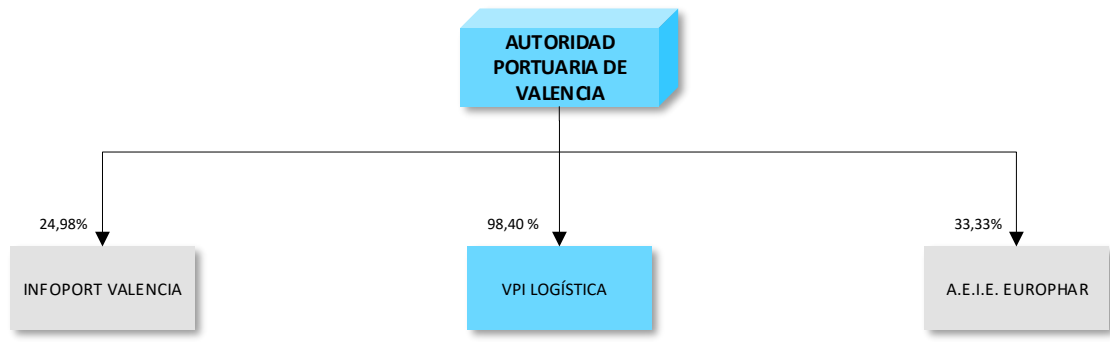 AUTORIDAD
PORTUARIA DE
VALENCIA
24,98%
98,40 %
33,33%
INFOPORT VALENCIA
VPI LOGÍSTICA
A.E.I.E. EUROPHAR